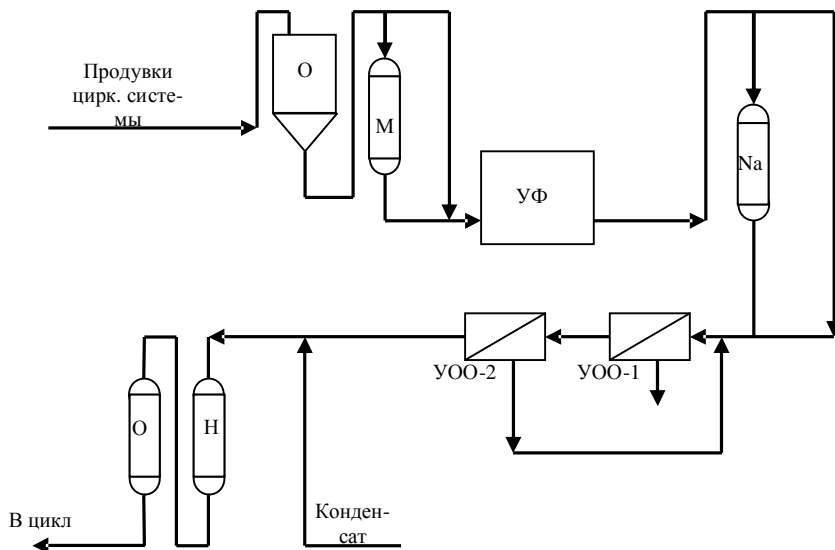 Продувки
цирк. систе-
мы
О
М
УФ
Na
УОО-2
УОО-1
О
Н
В цикл
Конден-
сат